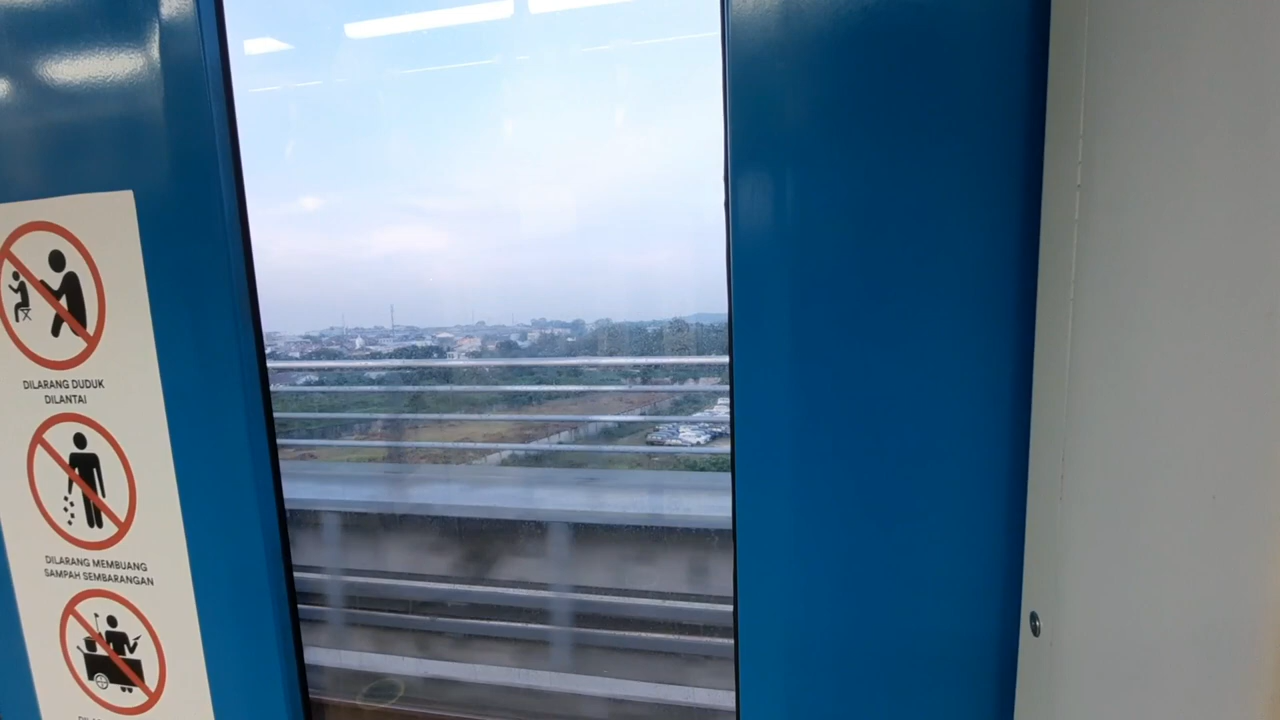 DILARANG DUDUK
DILANTAI
DILARANG MEMBUANG
SAMPAH SEMBARANGAN